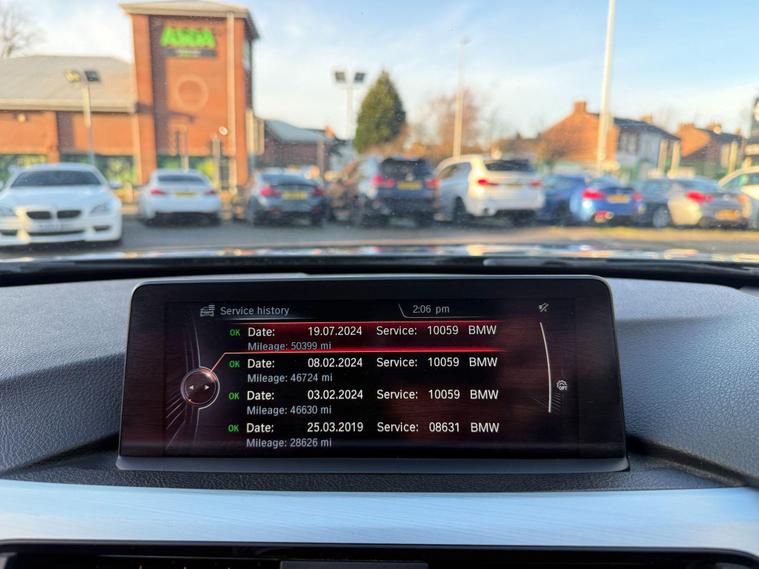 ASDA
Service history
2:06 pm
OK Date: 19.07.2024 Service: 10059 BMW
Mileage: 50399 mi
OK Date: 08.02.2024 Service: 10059 BMW
Mileage: 46724 mi
OK Date: 03.02.2024 Service: 10059 BMW
Mileage: 46630 mi
OK Date: 25.03.2019 Service: 08631 BMW
Mileage: 28626 mi